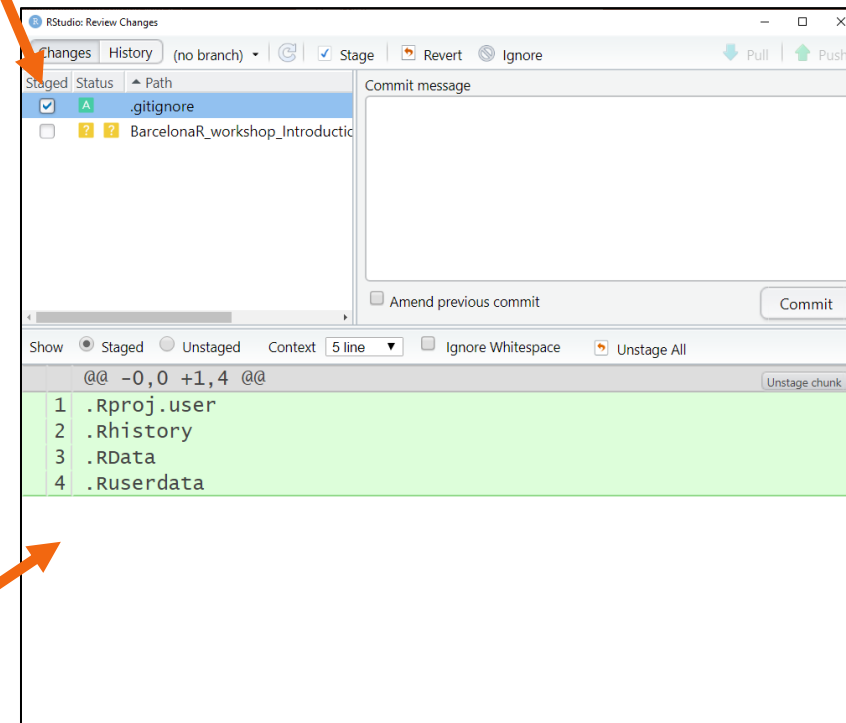 RStudio: Review Changes
Changes History (no branch) Stage Revert Ignore Pull Push
Staged Status Path
A .gitignore
? ? BarcelonaR_workshop_Introductic
Commit message
Amend previous commit Commit
Show Staged Unstaged Context 5 line Ignore Whitespace Unstage All
@@ -0,0 +1,4 @@ Unstage chunk
1 .Rproj.user
2 .Rhistory
3 .RData
4 .Ruserdata